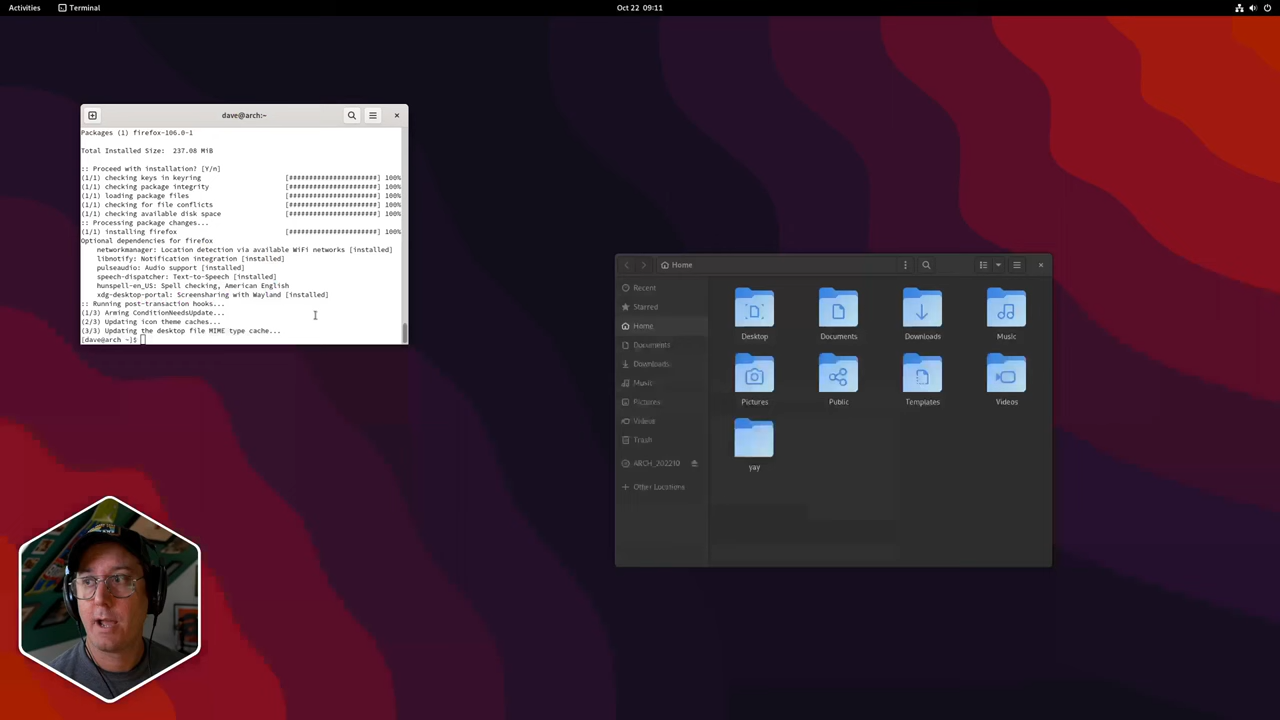 Activities
Terminal
Oct 22 09:11
dave@arch:~
Packages (1) firefox-106.0-1
Total Installed Size: 237.08 MiB
:: Proceed with installation? [Y/n]
(1/1) checking keys in keyring [######################] 100%
(1/1) checking package integrity [######################] 100%
(1/1) loading package files [######################] 100%
(1/1) checking for file conflicts [######################] 100%
(1/1) checking available disk space [######################] 100%
:: Processing package changes...
(1/1) installing firefox [######################] 100%
Optional dependencies for firefox
networkmanager: Location detection via available WiFi networks [installed]
libnotify: Notification integration [installed]
pulseaudio: Audio support [installed]
speech-dispatcher: Text-to-Speech [installed]
hunspell-en_US: Spell checking, American English
xdg-desktop-portal: Screensharing with Wayland [installed]
:: Running post-transaction hooks...
(1/3) Arming ConditionNeedsUpdate...
(2/3) Updating icon theme caches...
(3/3) Updating the desktop file MIME type cache...
[dave@arch ~]$
Home
Recent
Starred
Home
Documents
Downloads
Music
Pictures
Videos
Trash
ARCH_202210
+ Other Locations
Desktop
Documents
Downloads
Music
Pictures
Public
Templates
Videos
yay